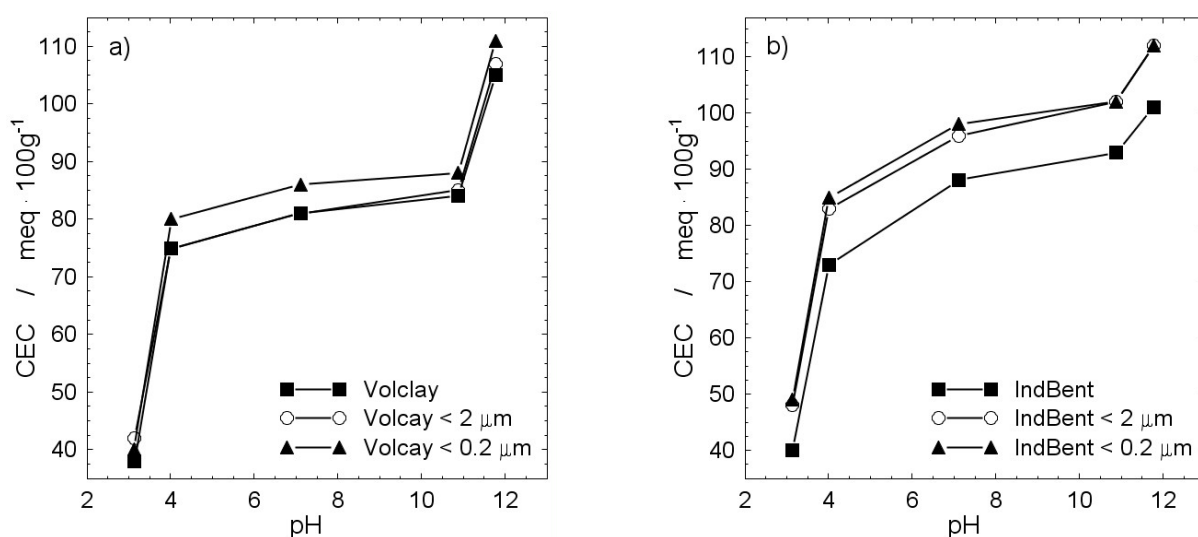 a)
CEC / meq · 100g-1
110
100
90
80
70
60
50
40
2 4 6 8 10 12
pH
Volclay
Volcay < 2 μm
Volcay < 0.2 μm
b)
CEC / meq · 100g-1
110
100
90
80
70
60
50
40
2 4 6 8 10 12
pH
IndBent
IndBent < 2 μm
IndBent < 0.2 μm